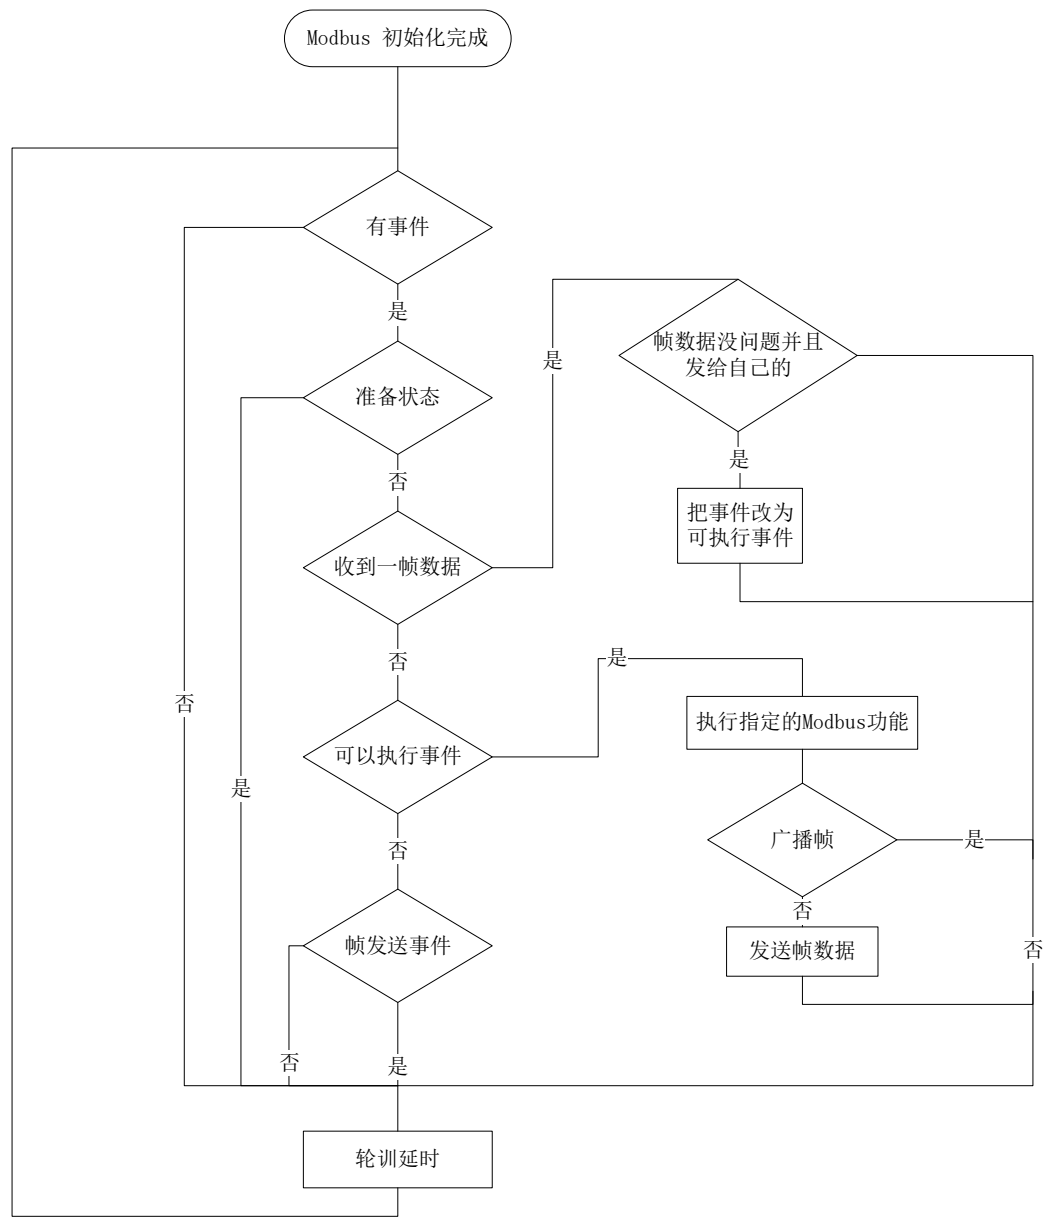 Modbus 初始化完成
有事件
是
准备状态
否
收到一帧数据
是
帧数据没问题并且
发给自己的
是
把事件改为
可执行事件
否
可以执行事件
是
执行指定的Modbus功能
广播帧
是
否
发送帧数据
否
否
帧发送事件
否
是
否
是
轮训延时